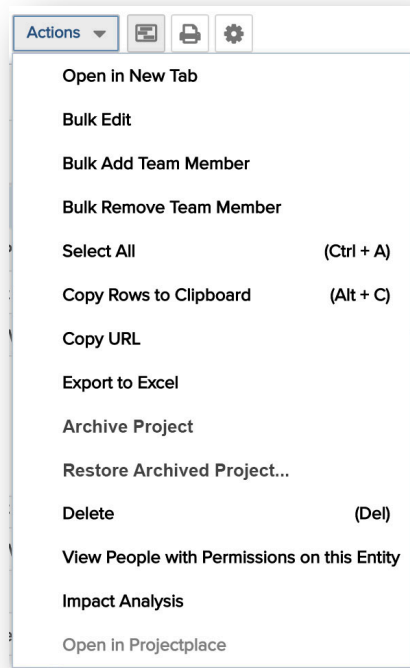 Actions
Open in New Tab
Bulk Edit
Bulk Add Team Member
Bulk Remove Team Member
Select All (Ctrl + A)
Copy Rows to Clipboard (Alt + C)
Copy URL
Export to Excel
Archive Project
Restore Archived Project...
Delete (Del)
View People with Permissions on this Entity
Impact Analysis
Open in Projectplace